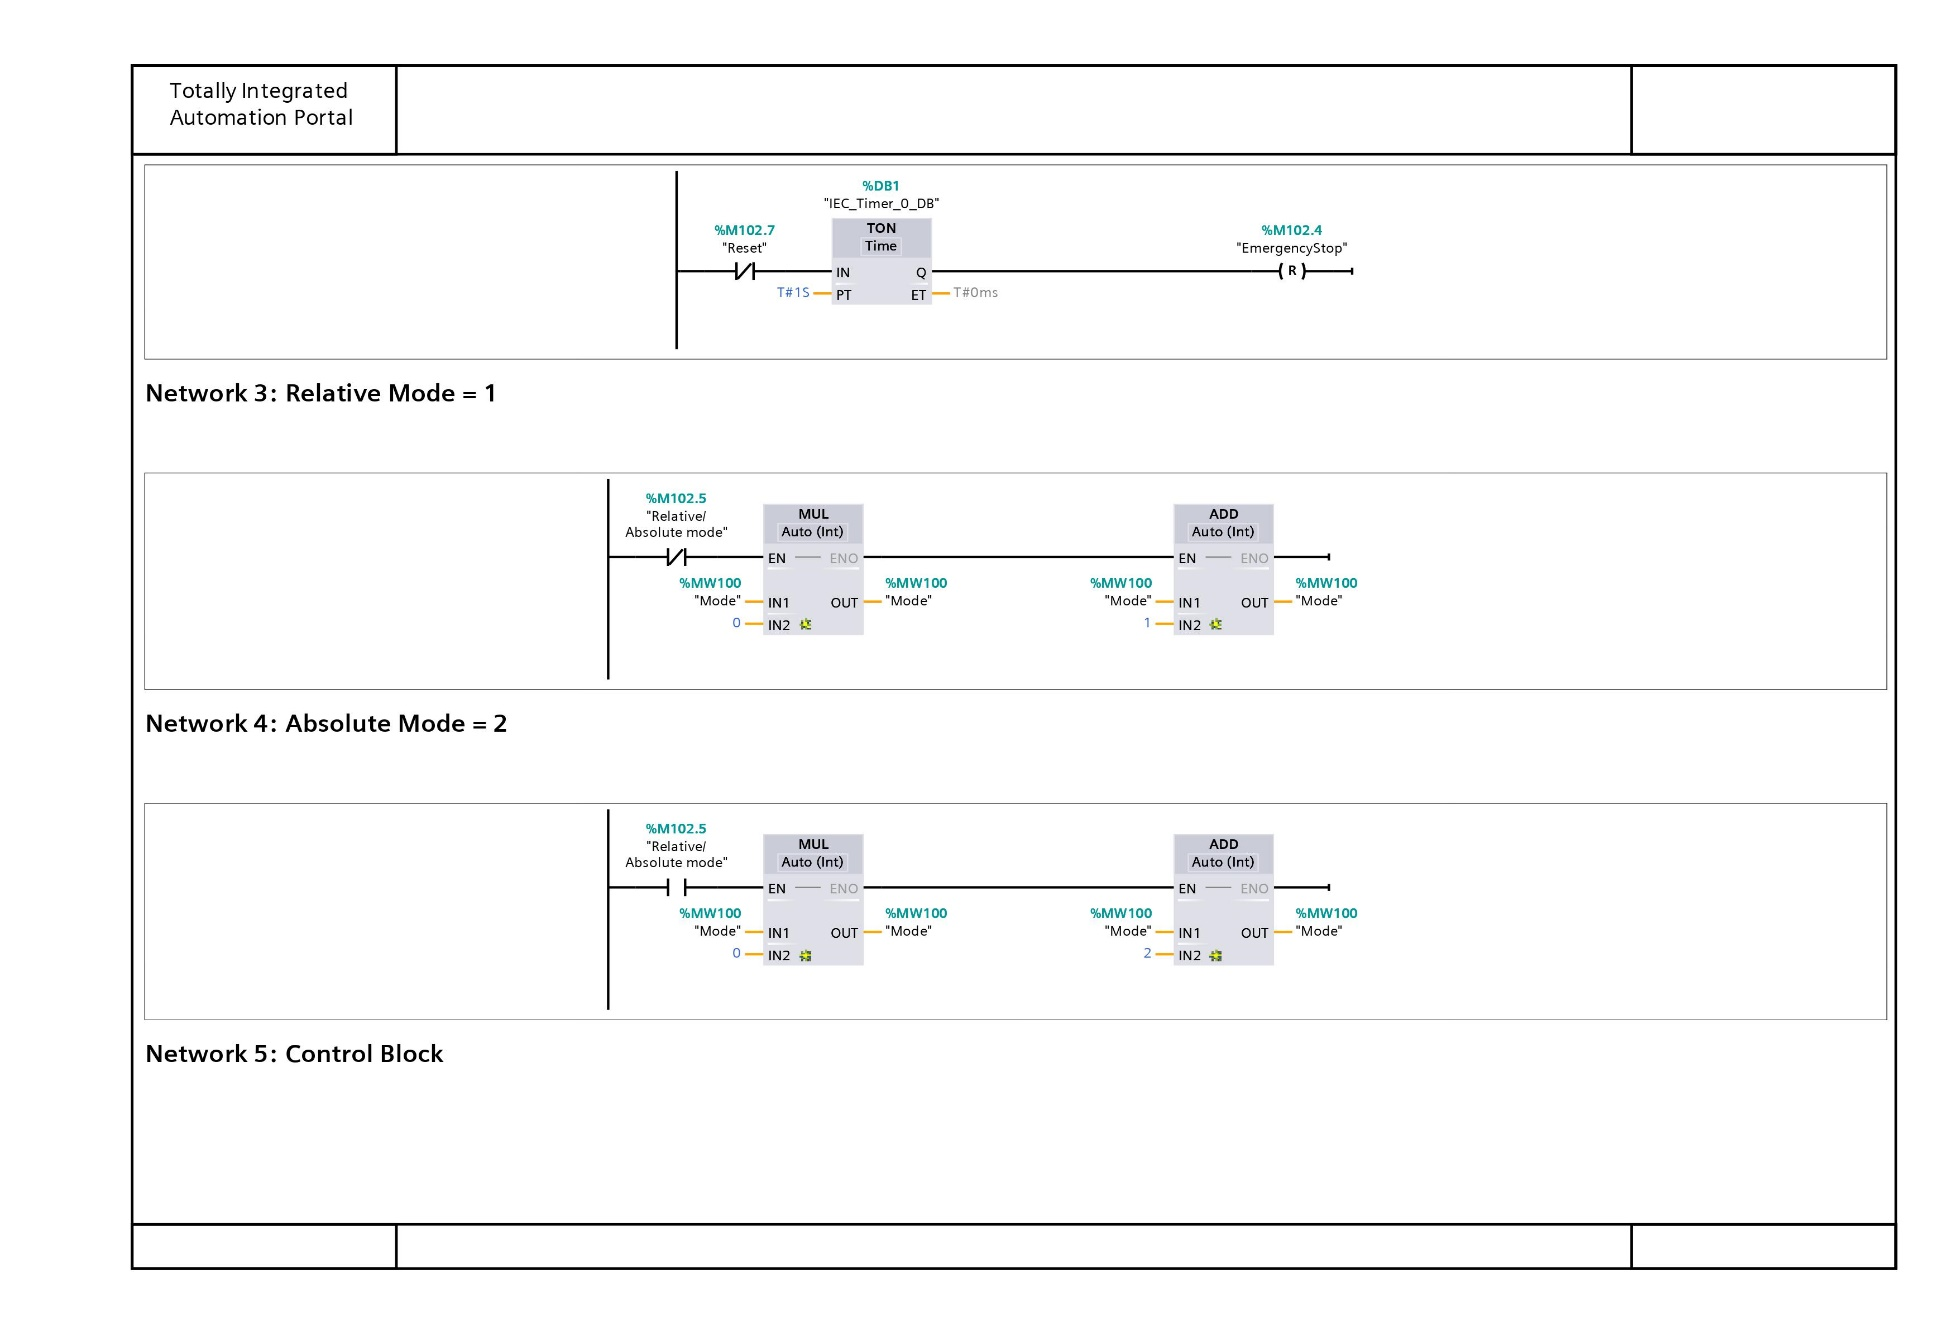 Totally Integrated
Automation Portal
%DB1
"IEC_Timer_0_DB"
TON
Time
%M102.7
"Reset"
%M102.4
"EmergencyStop"
IN
Q
R
T#1S
PT
ET
T#0ms
Network 3: Relative Mode = 1
%M102.5
"Relative/
Absolute mode"
MUL
Auto (Int)
ADD
Auto (Int)
EN
ENO
EN
ENO
%MW100
"Mode"
IN1
OUT
%MW100
"Mode"
%MW100
"Mode"
IN1
OUT
%MW100
"Mode"
0
IN2
1
IN2
Network 4: Absolute Mode = 2
%M102.5
"Relative/
Absolute mode"
MUL
Auto (Int)
ADD
Auto (Int)
EN
ENO
EN
ENO
%MW100
"Mode"
IN1
OUT
%MW100
"Mode"
%MW100
"Mode"
IN1
OUT
%MW100
"Mode"
0
IN2
2
IN2
Network 5: Control Block